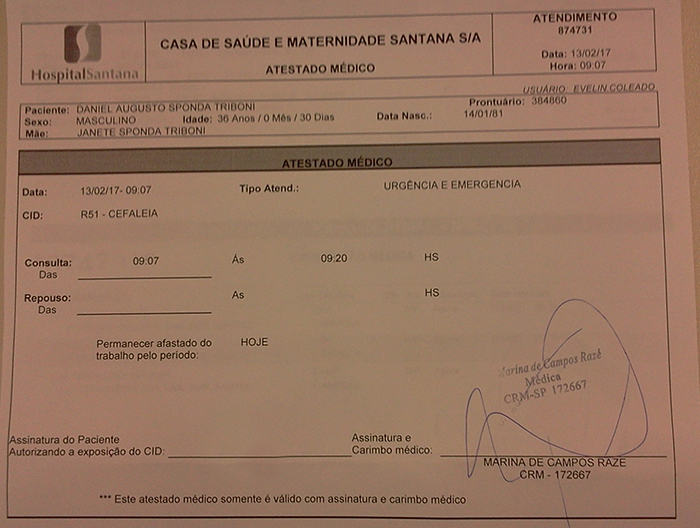 HospitalSantana
CASA DE SAÚDE E MATERNIDADE SANTANA S/A
ATESTADO MÉDICO
ATENDIMENTO
874731
Data: 13/02/17
Hora: 09:07
USUÁRIO: EVELIN COLEADO
Paciente: DANIEL AUGUSTO SPONDA TRIBONI Prontuário: 384860
Sexo: MASCULINO Idade: 36 Anos / 0 Mês / 30 Dias Data Nasc.: 14/01/81
Mãe: JANETE SPONDA TRIBONI
ATESTADO MÉDICO
Data: 13/02/17- 09:07 Tipo Atend.: URGÊNCIA E EMERGENCIA
CID: R51 - CEFALEIA
Consulta: 09:07 Ás 09:20 HS
Das
Repouso: As HS
Das
Permanecer afastado do HOJE
trabalho pelo período:
Marina de Campos Razè
Médica
CRM-SP 172667
Assinatura do Paciente Assinatura e
Autorizando a exposição do CID: Carimbo médico:
MARINA DE CAMPOS RAZE
CRM - 172667
*** Este atestado médico somente é válido com assinatura e carimbo médico